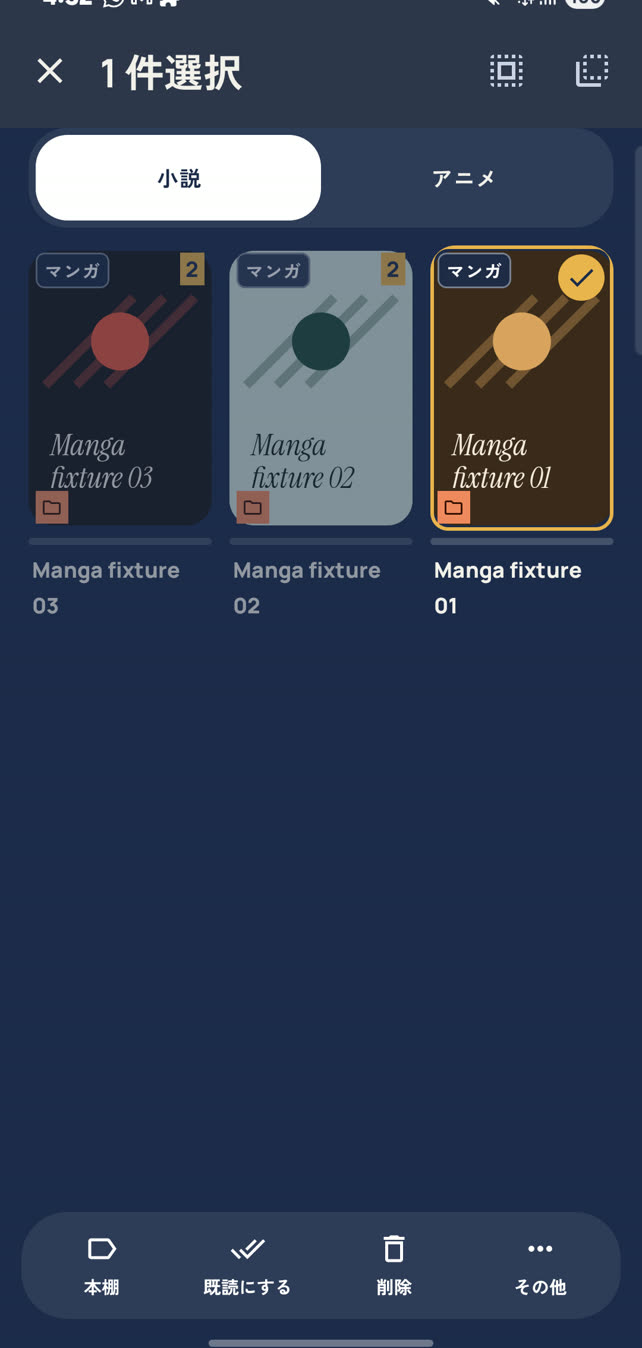 1 件選択
小説
アニメ
マンガ
2
マンガ
2
マンガ
Manga
fixture 03
Manga
fixture 02
Manga
fixture 01
Manga fixture
03
Manga fixture
02
Manga fixture
01
本棚
既読にする
削除
その他